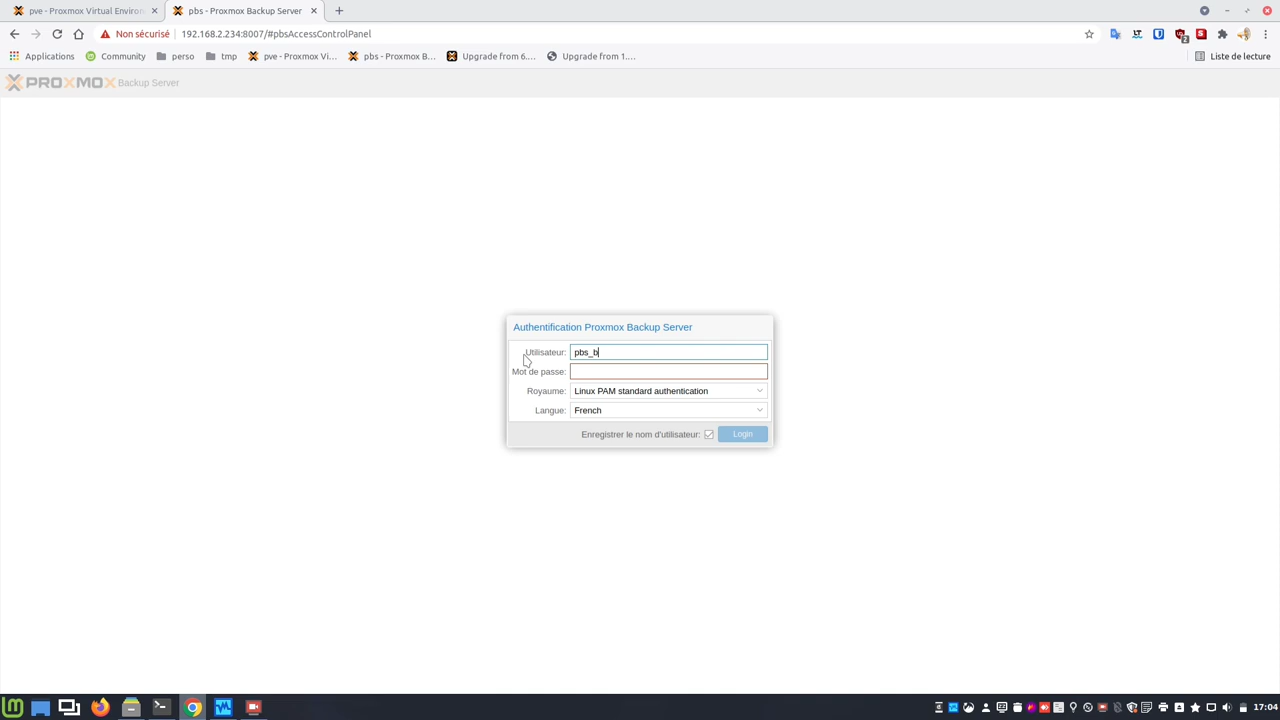 pve - Proxmox Virtual Environ
pbs - Proxmox Backup Server
Non sécurisé
192.168.2.234:8007/#pbsAccessControlPanel
Applications
Community
perso
tmp
pve - Proxmox Vi...
pbs - Proxmox B...
Upgrade from 6....
Upgrade from 1....
Liste de lecture
PROXMOX Backup Server
Authentification Proxmox Backup Server
Utilisateur: pbs_b
Mot de passe:
Royaume: Linux PAM standard authentication
Langue: French
Enregistrer le nom d'utilisateur: Login
17:04